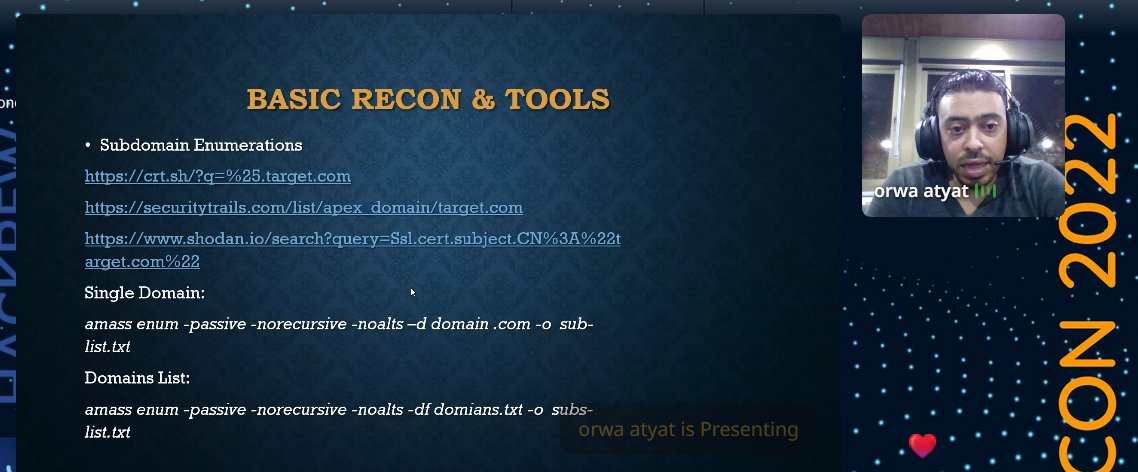 BASIC RECON & TOOLS
• Subdomain Enumerations
https://crt.sh/?q=%25.target.com
https://securitytrails.com/list/apex_domain/target.com
https://www.shodan.io/search?query=Ssl.cert.subject.CN%3A%22t
arget.com%22
Single Domain:
amass enum -passive -norecursive -noalts –d domain .com -o sub-
list.txt
Domains List:
amass enum -passive -norecursive -noalts -df domians.txt -o subs-
list.txt
orwa atyat is Presenting
orwa atyat
CON 2022